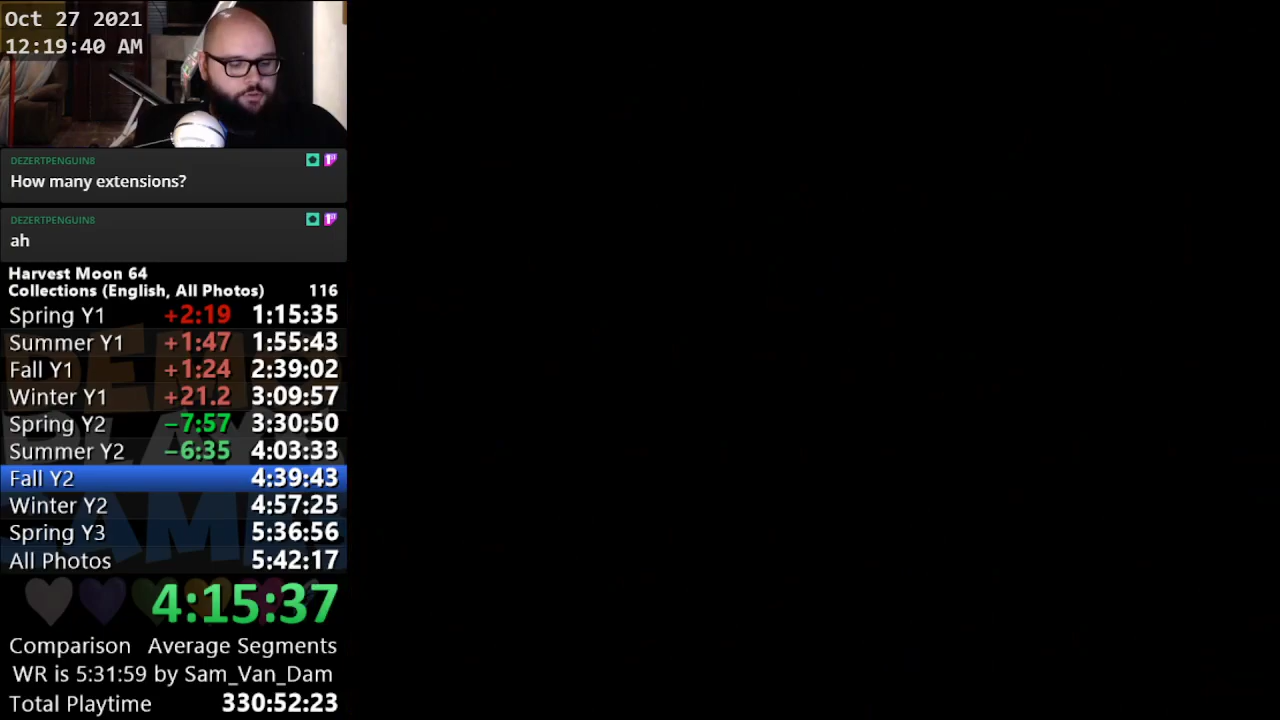 Oct 27 2021
12:19:40 AM
DEZERTPENGUIN8
How many extensions?
DEZERTPENGUIN8
ah
Harvest Moon 64
Collections (English, All Photos) 116
Spring Y1 +2:19 1:15:35
Summer Y1 +1:47 1:55:43
Fall Y1 +1:24 2:39:02
Winter Y1 +21.2 3:09:57
Spring Y2 −7:57 3:30:50
Summer Y2 −6:35 4:03:33
Fall Y2 4:39:43
Winter Y2 4:57:25
Spring Y3 5:36:56
All Photos 5:42:17
4:15:37
Comparison Average Segments
WR is 5:31:59 by Sam_Van_Dam
Total Playtime 330:52:23